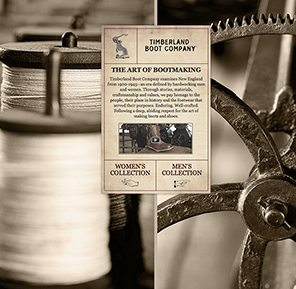 TIMBERLAND
BOOT COMPANY
THE ART OF BOOTMAKING
Timberland Boot Company examines New England
from 1900-1945 - an era defined by hardworking men
and women. Through stories, materials,
craftsmanship and values, we pay homage to the
people, their place in history and the footwear that
served their purposes. Enduring. Well-crafted.
Following a deep, abiding respect for the art of
making boots and shoes.
WOMEN'S
COLLECTION
MEN'S
COLLECTION